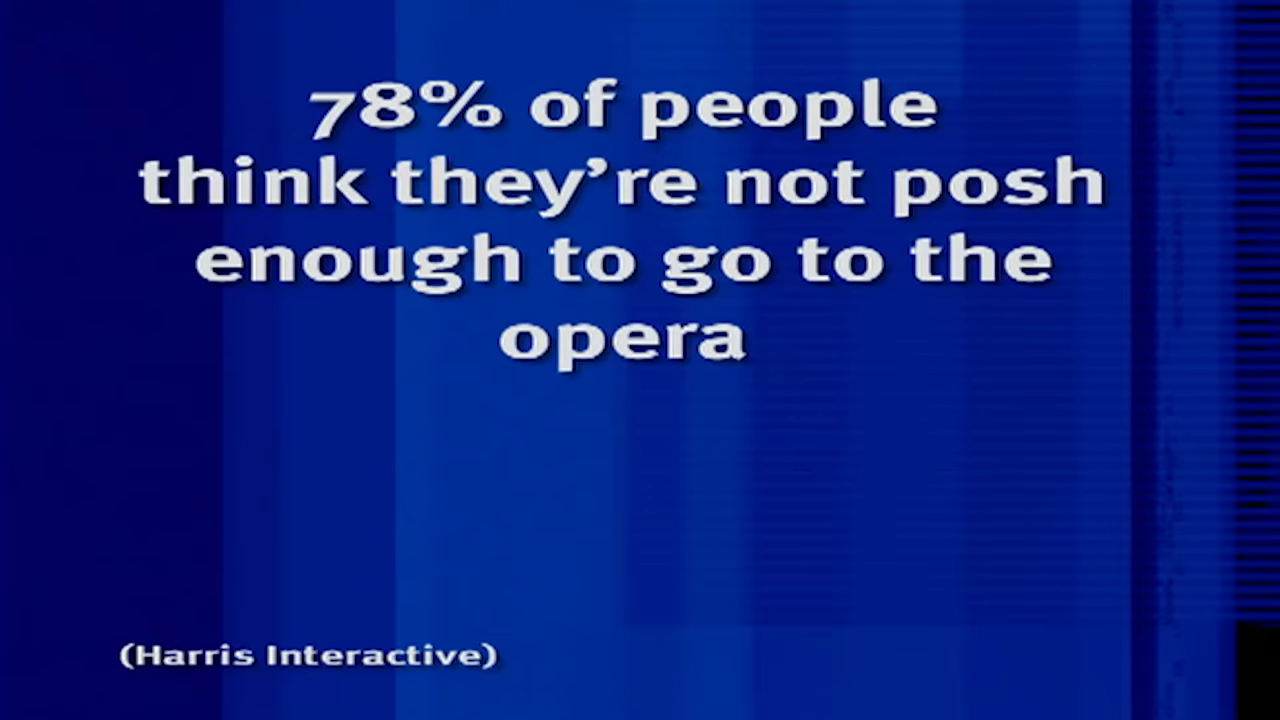 78% of people
think they’re not posh
enough to go to the
opera
(Harris Interactive)